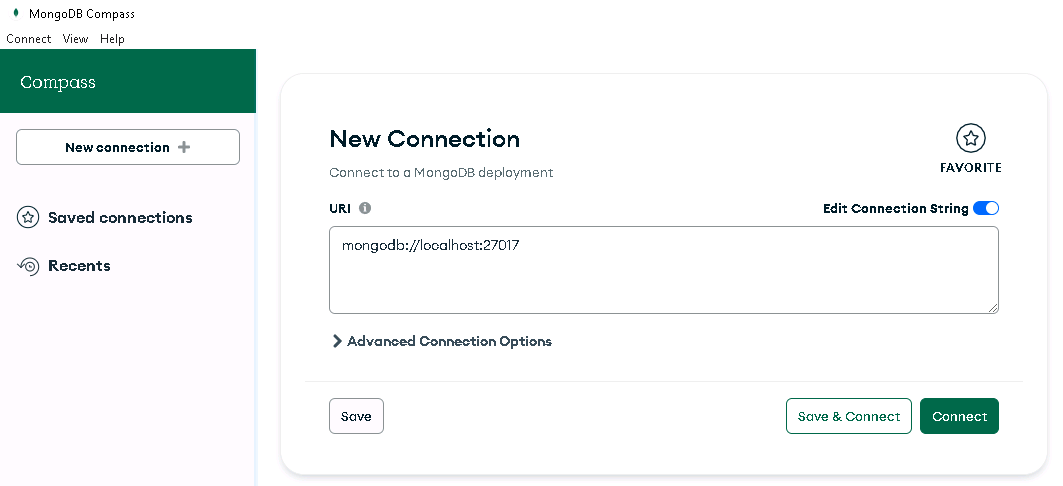 MongoDB Compass
Connect View Help
Compass
New connection
Saved connections
Recents
New Connection
Connect to a MongoDB deployment
FAVORITE
URI
Edit Connection String
mongodb://localhost:27017
Advanced Connection Options
Save
Save & Connect
Connect